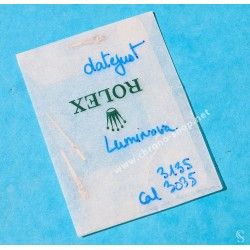 datejust
ROLEX
Luminova
3135
Cal 3035